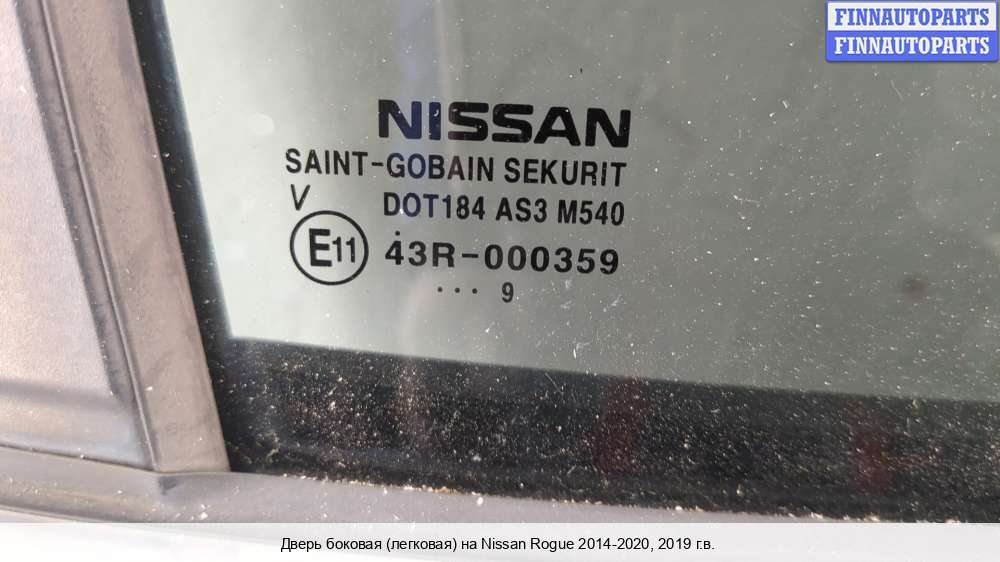 FINNAUTOPARTS
FINNAUTOPARTS
NISSAN
SAINT-GOBAIN SEKURIT
V DOT184 AS3 M540
E11 43R-000359
... 9
Дверь боковая (легковая) на Nissan Rogue 2014-2020, 2019 г.в.